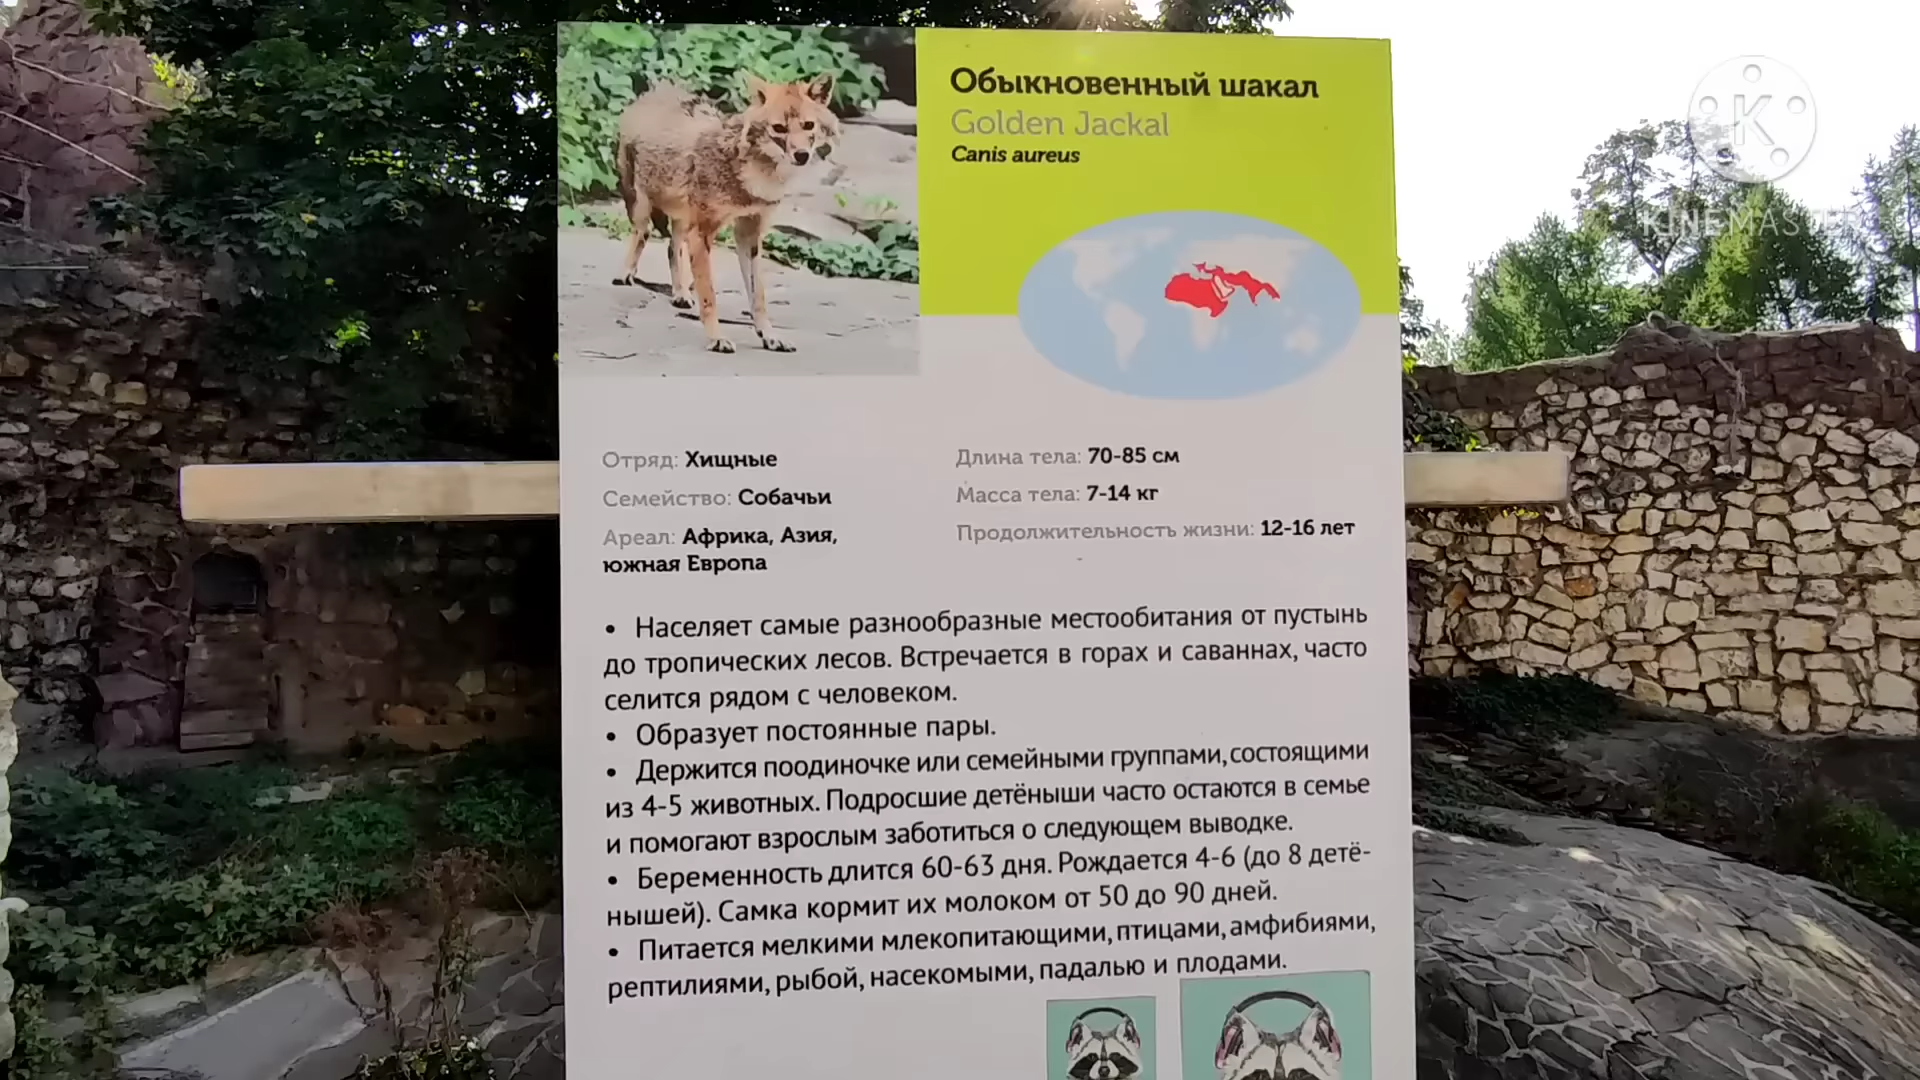 Обыкновенный шакал
Golden Jackal
Canis aureus
K
KINEMASTER
Отряд: Хищные
Семейство: Собачьи
Ареал: Африка, Азия,
южная Европа
Длина тела: 70-85 см
Масса тела: 7-14 кг
Продолжительность жизни: 12-16 лет
• Населяет самые разнообразные местообитания от пустынь
до тропических лесов. Встречается в горах и саваннах, часто
селится рядом с человеком.
• Образует постоянные пары.
• Держится поодиночке или семейными группами, состоящими
из 4-5 животных. Подросшие детёныши часто остаются в семье
и помогают взрослым заботиться о следующем выводке.
• Беременность длится 60-63 дня. Рождается 4-6 (до 8 детё-
нышей). Самка кормит их молоком от 50 до 90 дней.
• Питается мелкими млекопитающими, птицами, амфибиями,
рептилиями, рыбой, насекомыми, падалью и плодами.